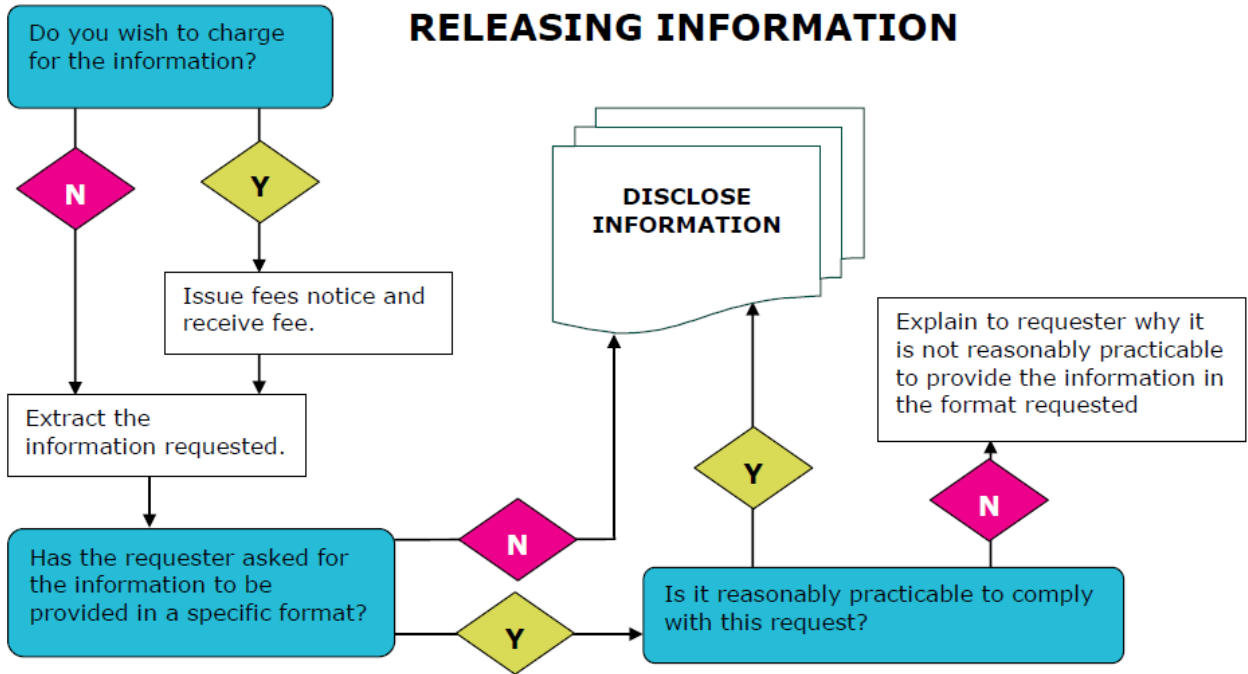 RELEASING INFORMATION
Do you wish to charge
for the information?
N
Y
Issue fees notice and
receive fee.
Extract the
information requested.
Has the requester asked for
the information to be
provided in a specific format?
N
Y
DISCLOSE
INFORMATION
Is it reasonably practicable to comply
with this request?
Y
N
Explain to requester why it
is not reasonably practicable
to provide the information in
the format requested